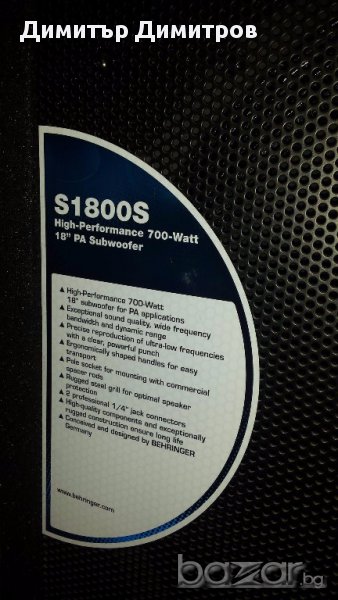 Димитър Димитров
S1800S
High-Performance 700-Watt
18" PA Subwoofer
▲ High-Performance 700-Watt
18" subwoofer for PA applications
▲ Exceptional sound quality, wide frequency
bandwidth and dynamic range
▲ Precise reproduction of ultra-low frequencies
with a clear, powerful punch
▲ Ergonomically shaped handles for easy
transport
▲ Pole socket for mounting with commercial
spacer rods
▲ Rugged steel grill for optimal speaker
protection
▲ 2 professional 1/4" jack connectors
▲ High-quality components and exceptionally
rugged construction ensure long life
▲ Conceived and designed by BEHRINGER
Germany
www.behringer.com
bazar.bg